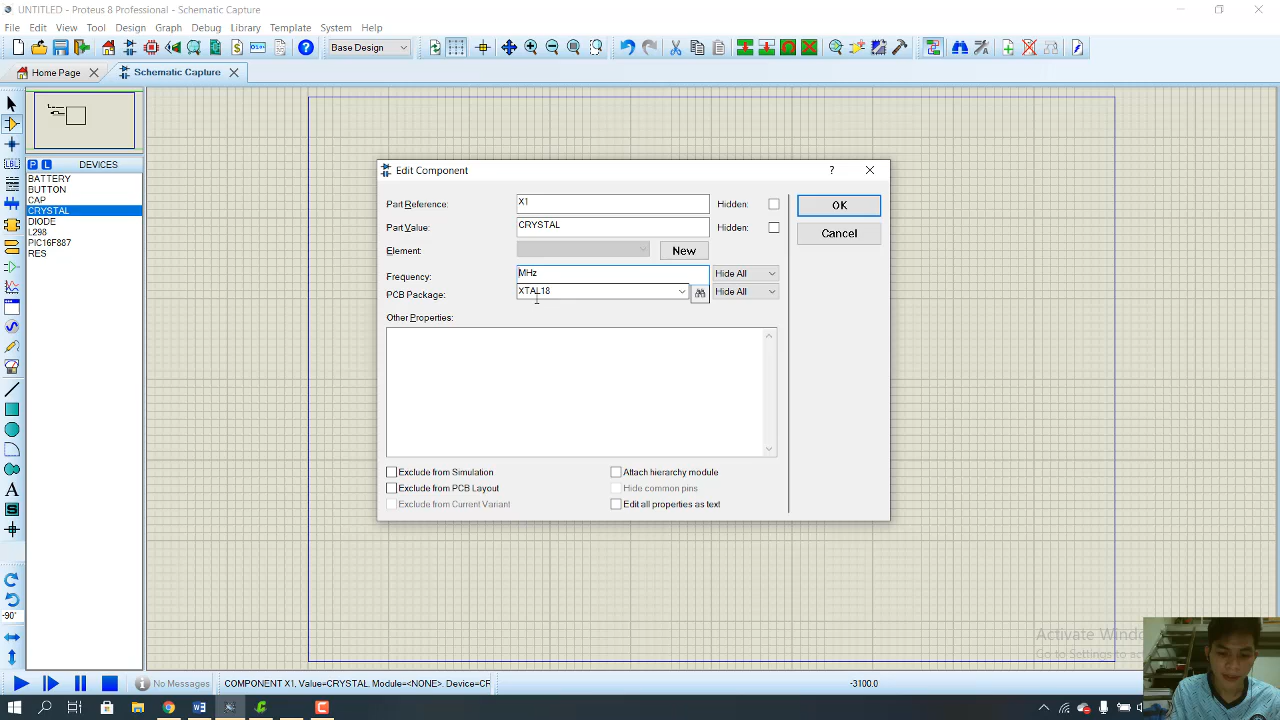 UNTITLED - Proteus 8 Professional - Schematic Capture
File Edit View Tool Design Graph Debug Library Template System Help
Base Design
Home Page
Schematic Capture
P L DEVICES
BATTERY
BUTTON
CAP
CRYSTAL
DIODE
L298
PIC16F887
RES
LBL
Edit Component
?
Part Reference: X1 Hidden:
OK
Part Value: CRYSTAL Hidden:
Cancel
Element: New
Frequency: MHz Hide All
PCB Package: XTAL18 Hide All
Other Properties:
Exclude from Simulation Attach hierarchy module
Exclude from PCB Layout Hide common pins
Exclude from Current Variant Edit all properties as text
-90°
Activate Windo
Go to Settings to ac
No Messages COMPONENT X1, Value=CRYSTAL, Module=<NONE> Device=CF -3100.0